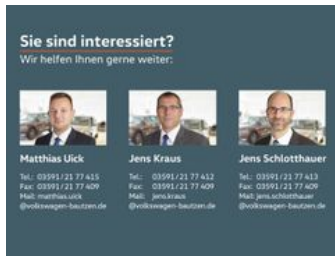 Sie sind interessiert?
Wir helfen Ihnen gerne weiter:
Matthias Uick
Tel.: 03591/21 77 415
Fax: 03591/21 77 409
Mail: matthias.uick
@volkswagen-bautzen.de
Jens Kraus
Tel.: 03591/21 77 412
Fax: 03591/21 77 409
Mail: jens.kraus
@volkswagen-bautzen.de
Jens Schlotthauer
Tel.: 03591/21 77 413
Fax: 03591/21 77 409
Mail: jens.schlotthauer
@volkswagen-bautzen.de